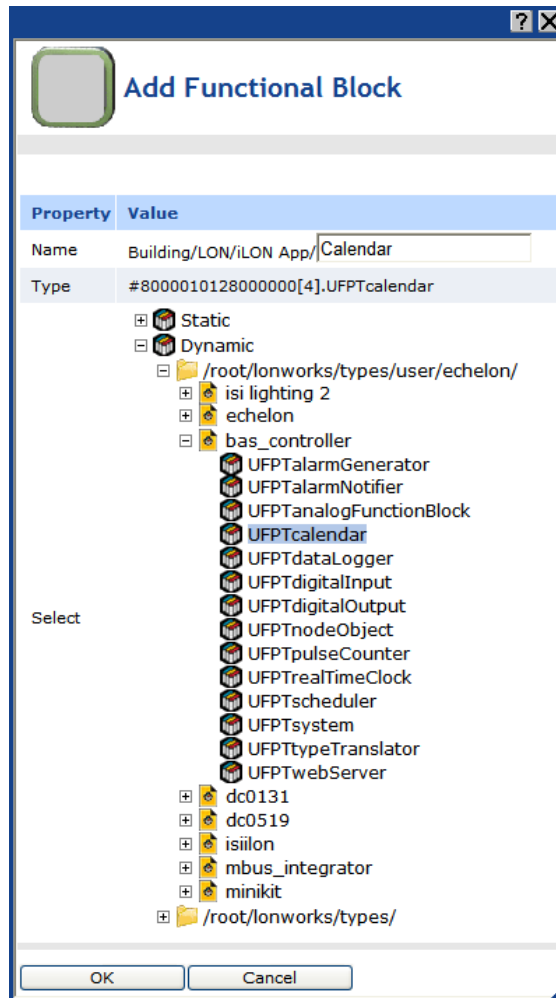 ?
Add Functional Block
Property Value
Name Building/LON/iLON App/Calendar
Type #8000010128000000[4].UFPTcalendar
Static
Dynamic
/root/lonworks/types/user/echelon/
isi lighting 2
echelon
bas_controller
UFPTalarmGenerator
UFPTalarmNotifier
UFPTanalogFunctionBlock
UFPTcalendar
UFPTdataLogger
UFPTdigitalInput
Select
UFPTdigitalOutput
UFPTnodeObject
UFPTpulseCounter
UFPTrealTimeClock
UFPTscheduler
UFPTsystem
UFPTtypeTranslator
UFPTwebServer
dc0131
dc0519
isiilon
mbus_integrator
minikit
/root/lonworks/types/
OK Cancel